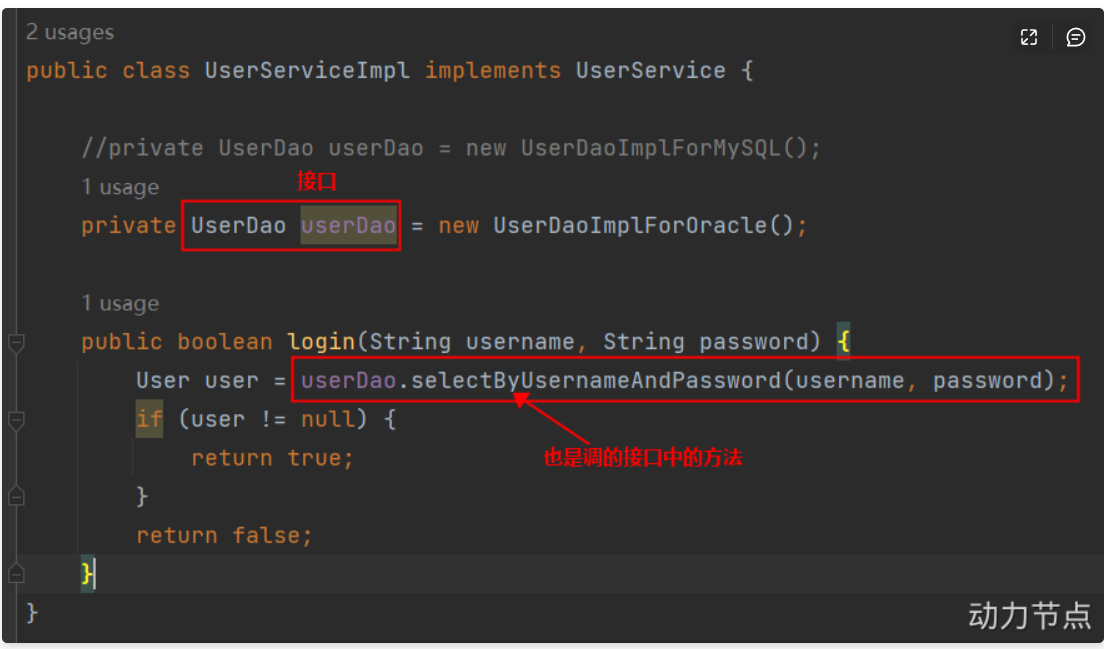 2 usages
public class UserServiceImpl implements UserService {
//private UserDao userDao = new UserDaoImplForMySQL();
1 usage
接口
private UserDao userDao = new UserDaoImplForOracle();
1 usage
public boolean login(String username, String password) {
User user = userDao.selectByUsernameAndPassword(username, password);
if (user != null) {
也是调的接口中的方法
return true;
}
return false;
}
}
动力节点